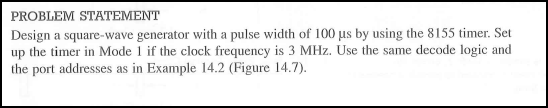 PROBLEM STATEMENT
Design a square-wave generator with a pulse width of 100 μs by using the 8155 timer. Set
up the timer in Mode 1 if the clock frequency is 3 MHz. Use the same decode logic and
the port addresses as in Example 14.2 (Figure 14.7).